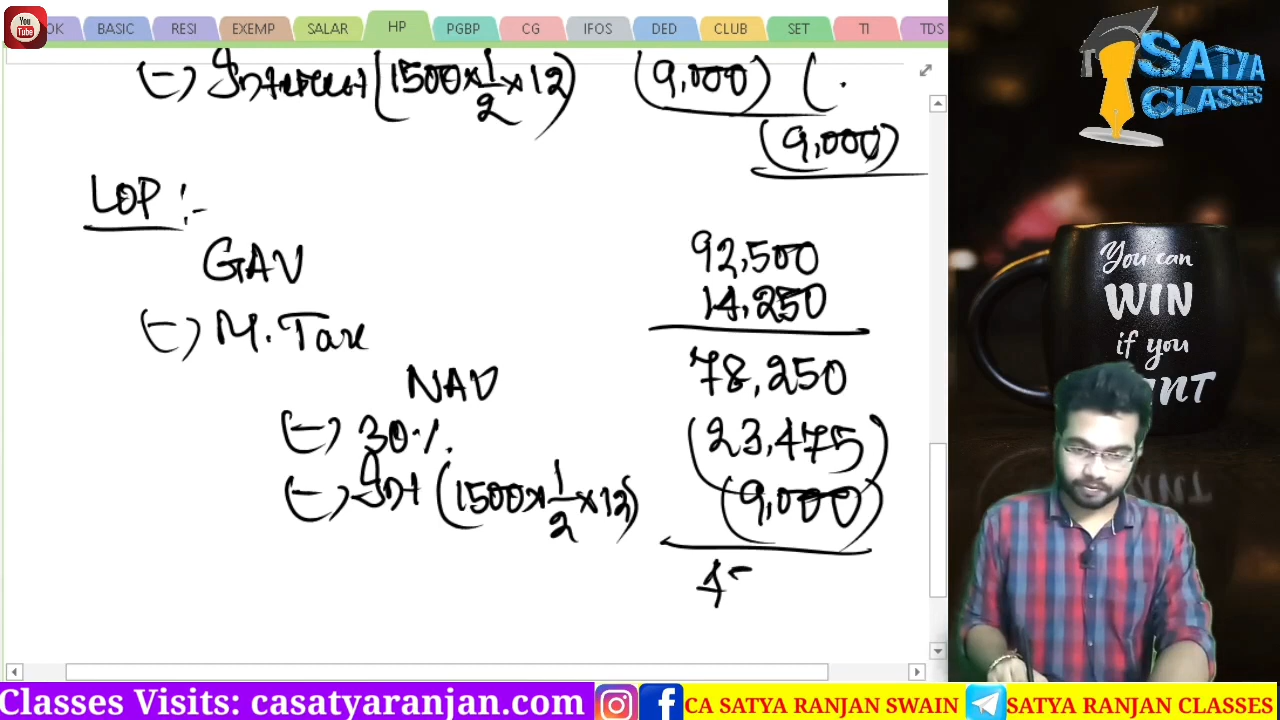 You Tube
OK BASIC RESI EXEMP SALAR HP PGBP CG IFOS DED CLUB SET TI TDS
SATYA CLASSES
(-) Interest (1500×1/2×12) (9,000) (
(9,000)
LOP :-
GAV 92,500
(-) M. Tax 14,250
NAV 78,250
(-) 30%. (23,475)
(-) Int (1500×1/2×12) (9,000)
4
You can
WIN
if you
Classes Visits: casatyaranjan.com CA SATYA RANJAN SWAIN SATYA RANJAN CLASSES